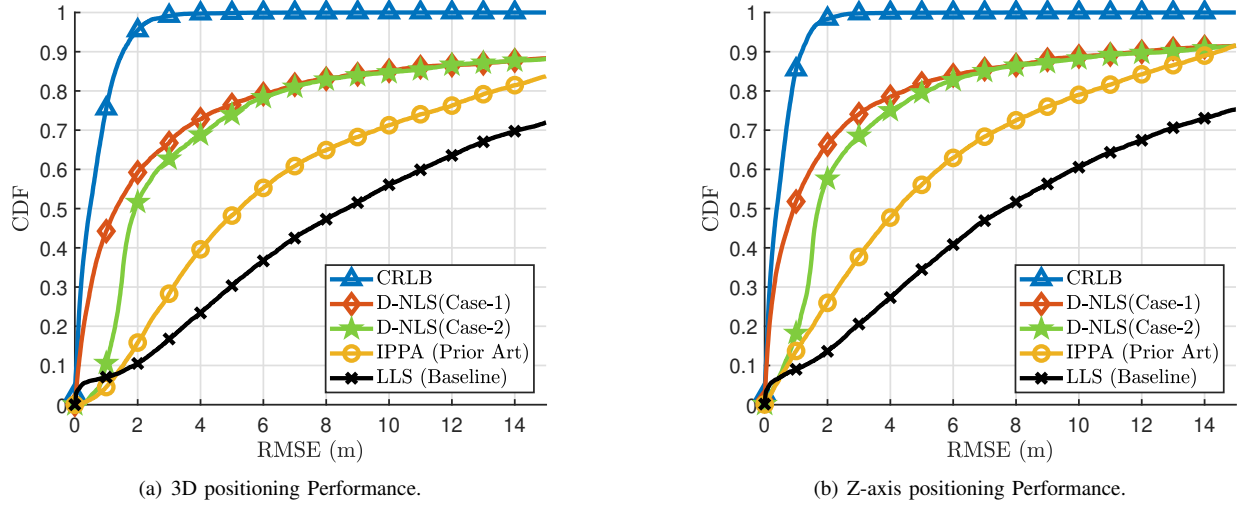 1
0.9
0.8
0.7
0.6
0.5
0.4
0.3
0.2
0.1
0
CDF
0 2 4 6 8 10 12 14
RMSE (m)
CRLB
D-NLS(Case-1)
D-NLS(Case-2)
IPPA (Prior Art)
LLS (Baseline)
(a) 3D positioning Performance.
1
0.9
0.8
0.7
0.6
0.5
0.4
0.3
0.2
0.1
0
CDF
0 2 4 6 8 10 12 14
RMSE (m)
CRLB
D-NLS(Case-1)
D-NLS(Case-2)
IPPA (Prior Art)
LLS (Baseline)
(b) Z-axis positioning Performance.